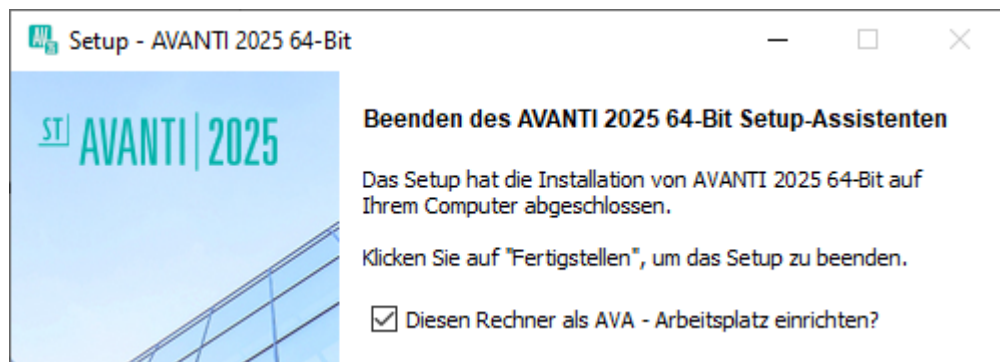 Setup - AVANTI 2025 64-Bit
ST AVANTI | 2025
Beenden des AVANTI 2025 64-Bit Setup-Assistenten
Das Setup hat die Installation von AVANTI 2025 64-Bit auf
Ihrem Computer abgeschlossen.
Klicken Sie auf "Fertigstellen", um das Setup zu beenden.
Diesen Rechner als AVA - Arbeitsplatz einrichten?